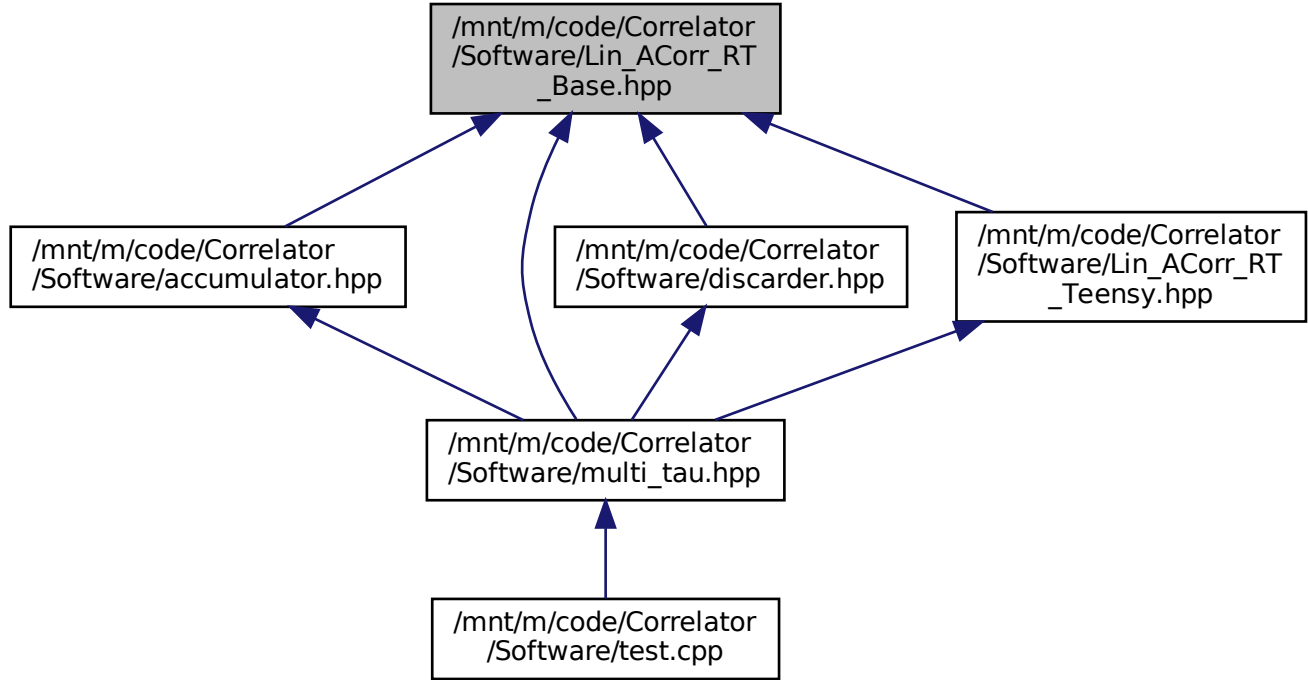 /mnt/m/code/Correlator
/Software/Lin_ACorr_RT
_Base.hpp
/mnt/m/code/Correlator
/Software/accumulator.hpp
/mnt/m/code/Correlator
/Software/discarder.hpp
/mnt/m/code/Correlator
/Software/Lin_ACorr_RT
_Teensy.hpp
/mnt/m/code/Correlator
/Software/multi_tau.hpp
/mnt/m/code/Correlator
/Software/test.cpp